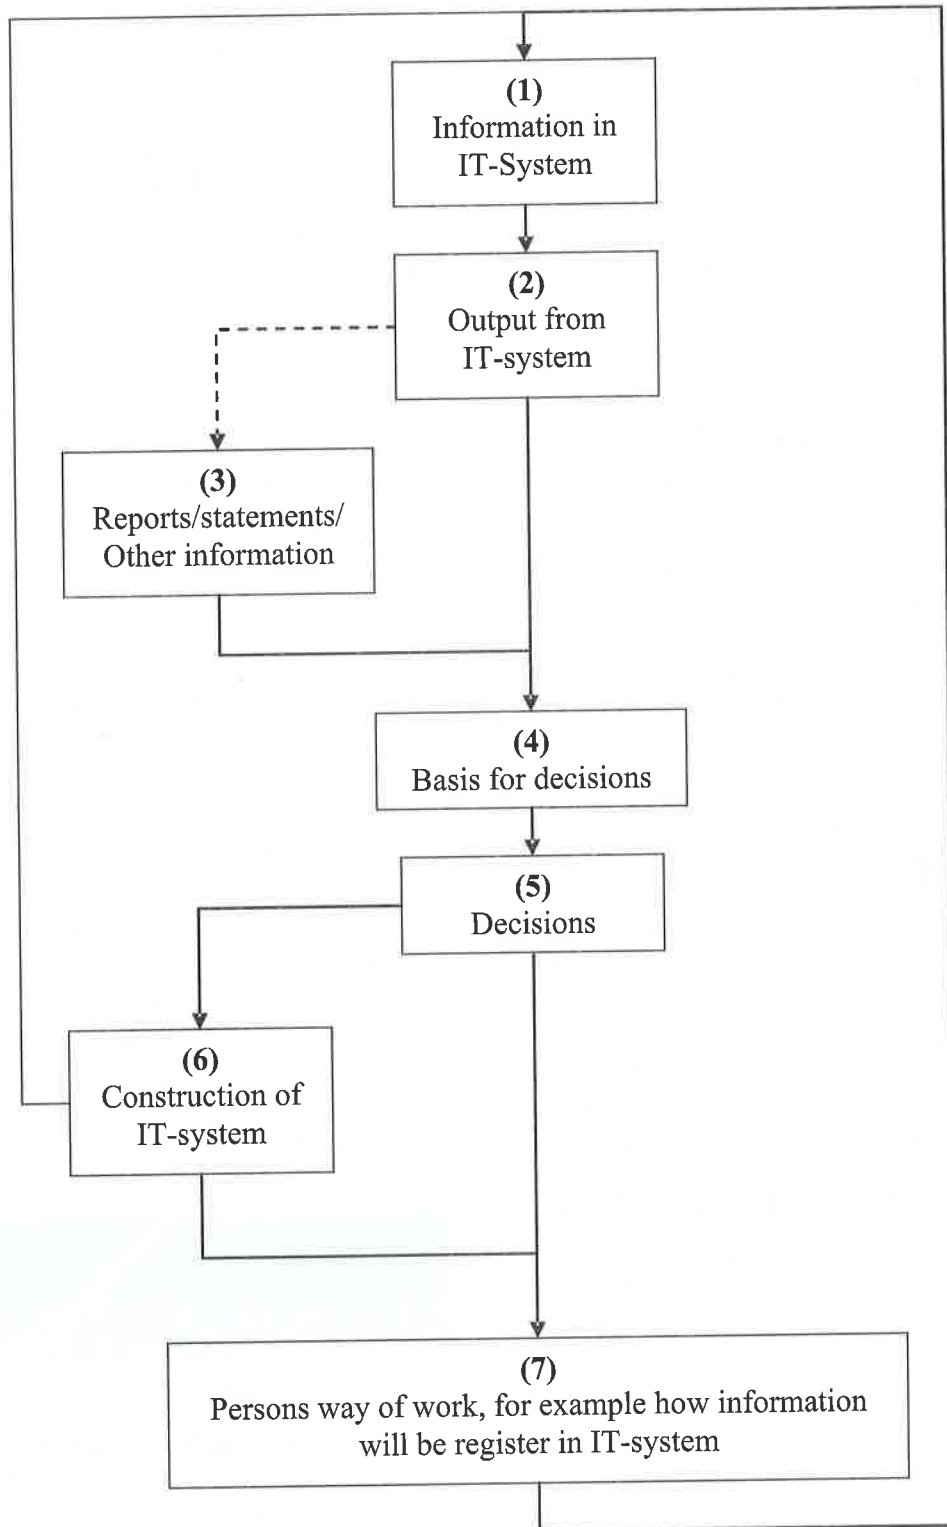 (1)
Information in
IT-System
(2)
Output from
IT-system
(3)
Reports/statements/
Other information
(4)
Basis for decisions
(5)
Decisions
(6)
Construction of
IT-system
(7)
Persons way of work, for example how information
will be register in IT-system